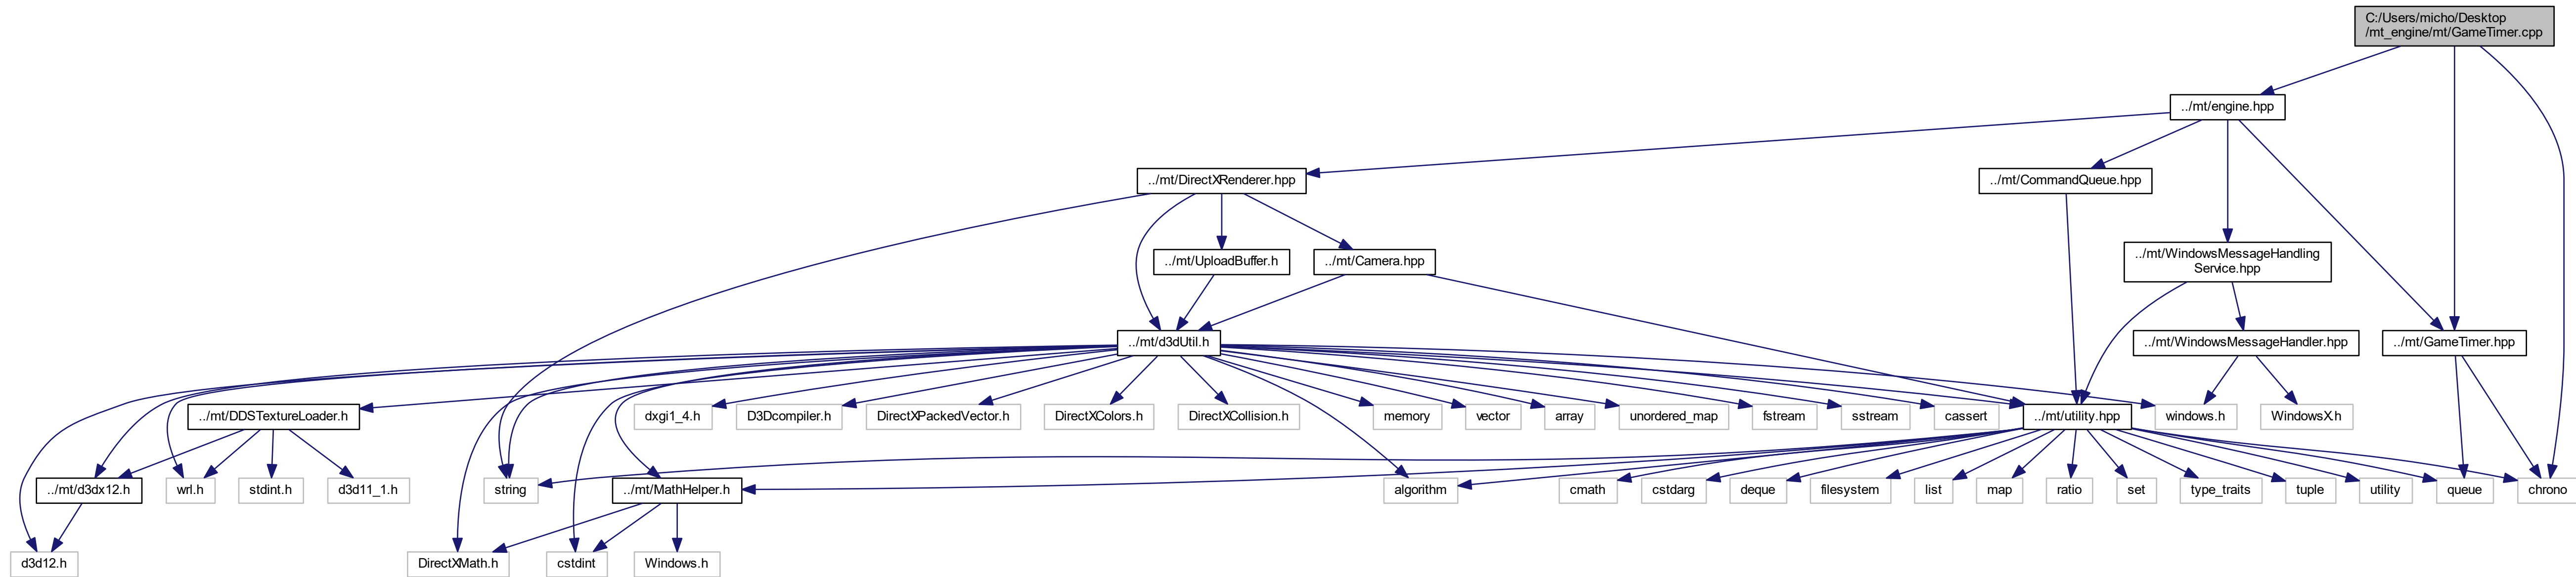 C:/Users/micho/Desktop
/mt_engine/mt/GameTimer.cpp
../mt/engine.hpp
../mt/DirectXRenderer.hpp
../mt/CommandQueue.hpp
../mt/UploadBuffer.h
../mt/Camera.hpp
../mt/WindowsMessageHandling
Service.hpp
../mt/d3dUtil.h
../mt/WindowsMessageHandler.hpp
../mt/GameTimer.hpp
../mt/DDSTextureLoader.h
dxgi1_4.h
D3Dcompiler.h
DirectXPackedVector.h
DirectXColors.h
DirectXCollision.h
memory
vector
array
unordered_map
fstream
sstream
cassert
../mt/utility.hpp
windows.h
WindowsX.h
../mt/d3dx12.h
wrl.h
stdint.h
d3d11_1.h
string
../mt/MathHelper.h
algorithm
cmath
cstdarg
deque
filesystem
list
map
ratio
set
type_traits
tuple
utility
queue
chrono
d3d12.h
DirectXMath.h
cstdint
Windows.h